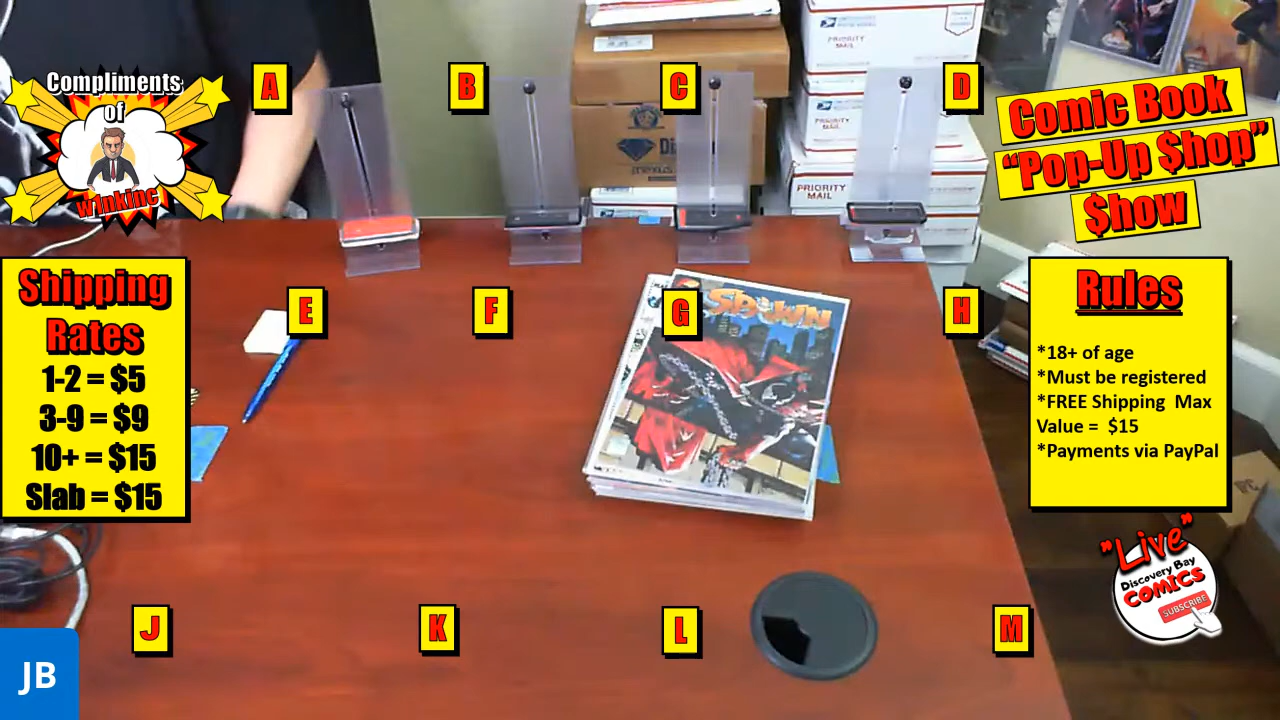 Compliments
of
w1nkinc
A
B
C
D
Comic Book
“Pop-Up $hop”
$how
PRIORITY
MAIL
PRIORITY
MAIL
PRIORITY
MAIL
Shipping
Rates
1-2 = $5
3-9 = $9
10+ = $15
Slab = $15
E
F
G
H
SPAWN
Rules
*18+ of age
*Must be registered
*FREE Shipping Max
Value = $15
*Payments via PayPal
"Live"
Discovery Bay
COMICS
SUBSCRIBE
J
K
L
M
JB